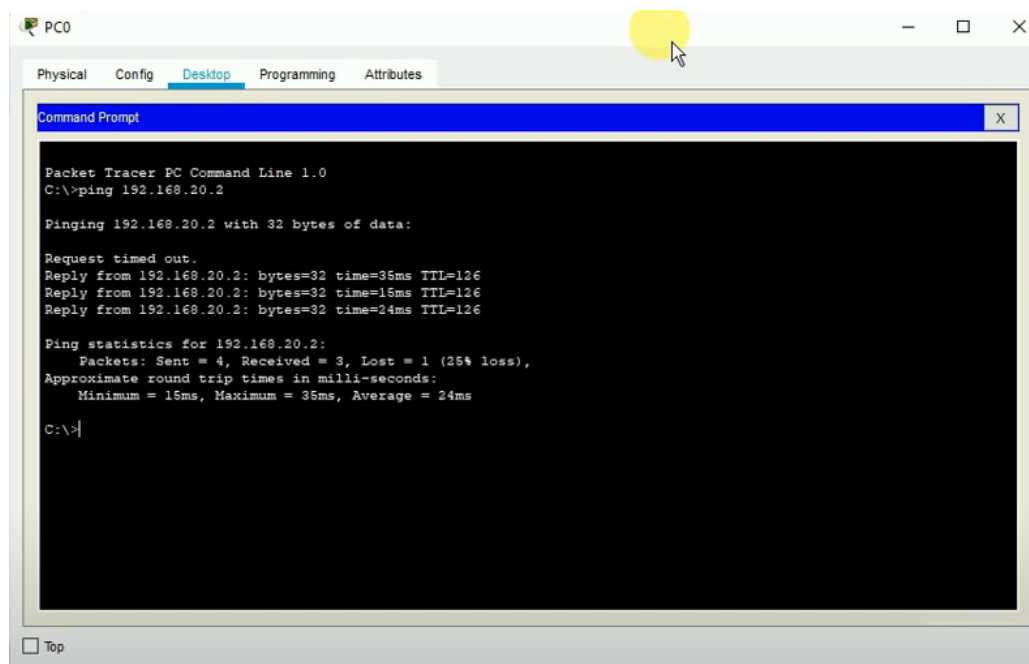 PC0
Physical Config Desktop Programming Attributes
Command Prompt X
Packet Tracer PC Command Line 1.0
C:\>ping 192.168.20.2
Pinging 192.168.20.2 with 32 bytes of data:
Request timed out.
Reply from 192.168.20.2: bytes=32 time=35ms TTL=126
Reply from 192.168.20.2: bytes=32 time=15ms TTL=126
Reply from 192.168.20.2: bytes=32 time=24ms TTL=126
Ping statistics for 192.168.20.2:
Packets: Sent = 4, Received = 3, Lost = 1 (25% loss),
Approximate round trip times in milli-seconds:
Minimum = 15ms, Maximum = 35ms, Average = 24ms
C:\>
Top